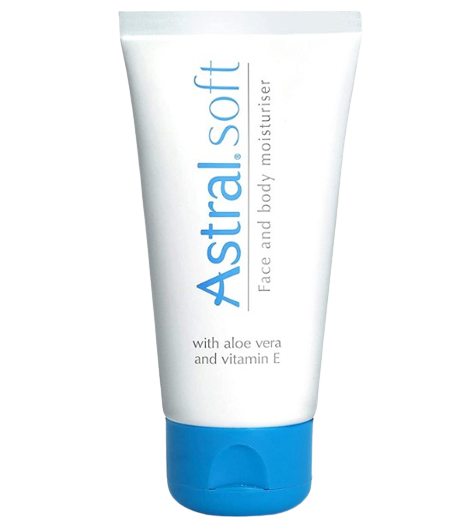 Astral®soft
Face and body moisturiser
with aloe vera
and vitamin E